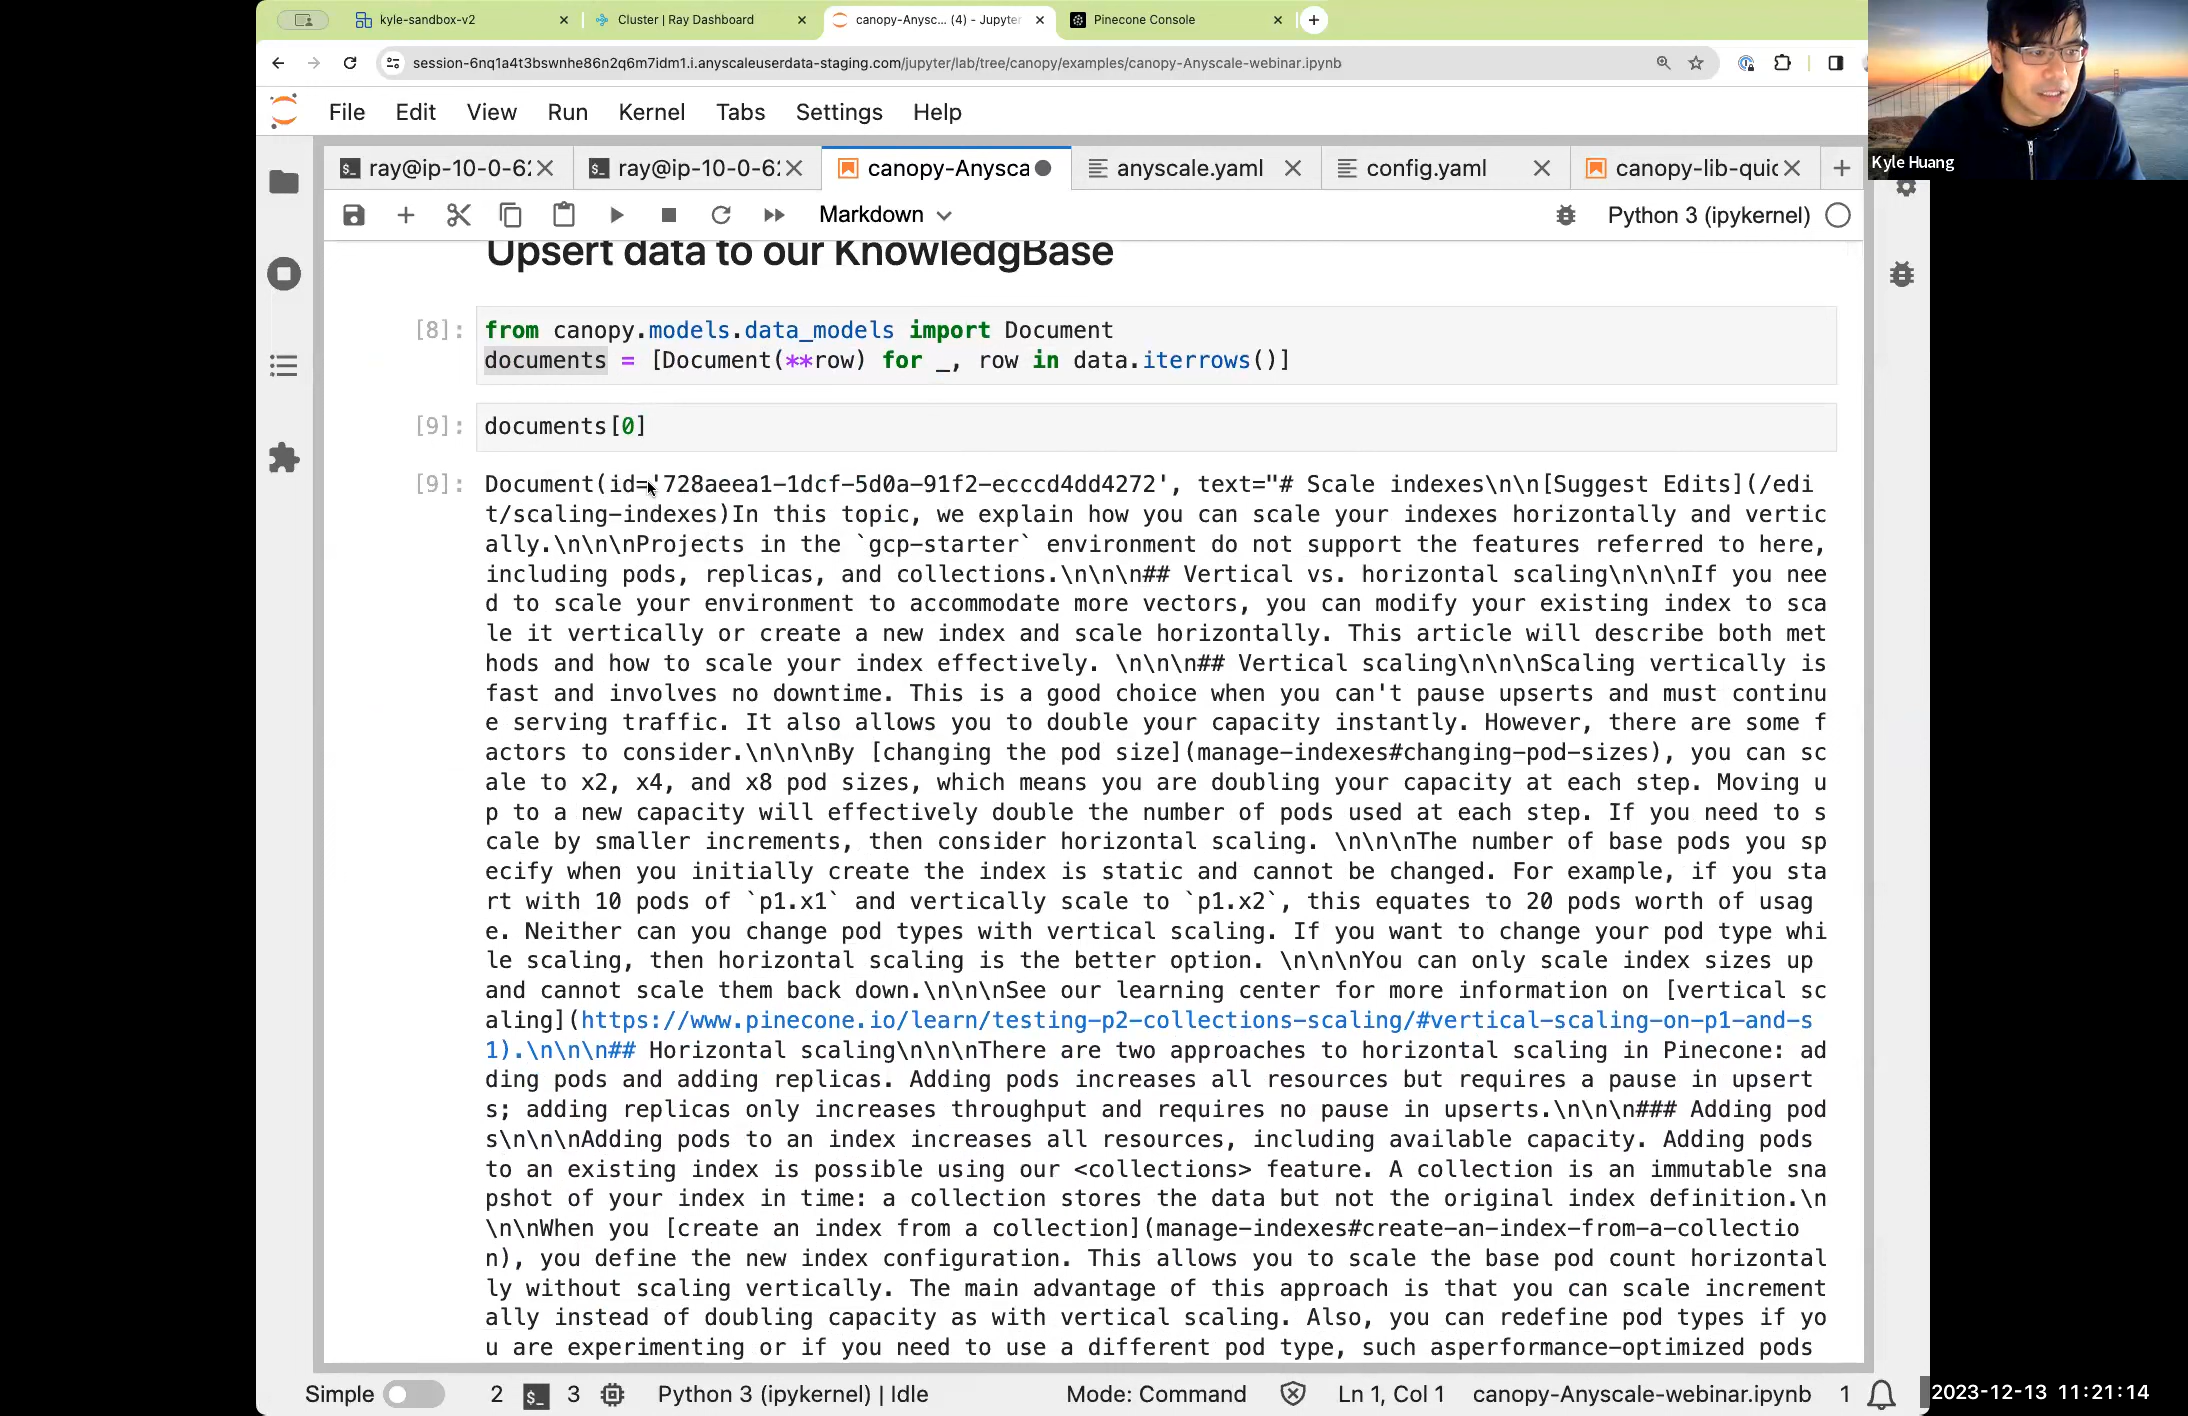 kyle-sandbox-v2
Cluster | Ray Dashboard
canopy-Anysc... (4) - Jupyter
Pinecone Console
session-6nq1a4t3bswnhe86n2q6m7idm1.i.anyscaleuserdata-staging.com/jupyter/lab/tree/canopy/examples/canopy-Anyscale-webinar.ipynb
Kyle Huang
File Edit View Run Kernel Tabs Settings Help
ray@ip-10-0-62
ray@ip-10-0-62
canopy-Anysca
anyscale.yaml
config.yaml
canopy-lib-quic
Markdown
Python 3 (ipykernel)
Upsert data to our KnowledgBase
[8]: from canopy.models.data_models import Document
documents = [Document(**row) for _, row in data.iterrows()]
[9]: documents[0]
[9]: Document(id='728aeea1-1dcf-5d0a-91f2-ecccd4dd4272', text="# Scale indexes\n\n[Suggest Edits](/edi
t/scaling-indexes)In this topic, we explain how you can scale your indexes horizontally and vertic
ally.\n\n\nProjects in the `gcp-starter` environment do not support the features referred to here,
including pods, replicas, and collections.\n\n\n## Vertical vs. horizontal scaling\n\n\nIf you nee
d to scale your environment to accommodate more vectors, you can modify your existing index to sca
le it vertically or create a new index and scale horizontally. This article will describe both met
hods and how to scale your index effectively. \n\n\n## Vertical scaling\n\n\nScaling vertically is
fast and involves no downtime. This is a good choice when you can't pause upserts and must continu
e serving traffic. It also allows you to double your capacity instantly. However, there are some f
actors to consider.\n\n\nBy [changing the pod size](manage-indexes#changing-pod-sizes), you can sc
ale to x2, x4, and x8 pod sizes, which means you are doubling your capacity at each step. Moving u
p to a new capacity will effectively double the number of pods used at each step. If you need to s
cale by smaller increments, then consider horizontal scaling. \n\n\nThe number of base pods you sp
ecify when you initially create the index is static and cannot be changed. For example, if you sta
rt with 10 pods of `p1.x1` and vertically scale to `p1.x2`, this equates to 20 pods worth of usag
e. Neither can you change pod types with vertical scaling. If you want to change your pod type whi
le scaling, then horizontal scaling is the better option. \n\n\nYou can only scale index sizes up
and cannot scale them back down.\n\n\nSee our learning center for more information on [vertical sc
aling](https://www.pinecone.io/learn/testing-p2-collections-scaling/#vertical-scaling-on-p1-and-s
1).\n\n\n## Horizontal scaling\n\n\nThere are two approaches to horizontal scaling in Pinecone: ad
ding pods and adding replicas. Adding pods increases all resources but requires a pause in upsert
s; adding replicas only increases throughput and requires no pause in upserts.\n\n\n### Adding pod
s\n\n\nAdding pods to an index increases all resources, including available capacity. Adding pods
to an existing index is possible using our <collections> feature. A collection is an immutable sna
pshot of your index in time: a collection stores the data but not the original index definition.\n
\n\nWhen you [create an index from a collection](manage-indexes#create-an-index-from-a-collectio
n), you define the new index configuration. This allows you to scale the base pod count horizontal
ly without scaling vertically. The main advantage of this approach is that you can scale increment
ally instead of doubling capacity as with vertical scaling. Also, you can redefine pod types if yo
u are experimenting or if you need to use a different pod type, such asperformance-optimized pods
Simple 2 3 Python 3 (ipykernel) | Idle Mode: Command Ln 1, Col 1 canopy-Anyscale-webinar.ipynb 1
2023-12-13 11:21:14